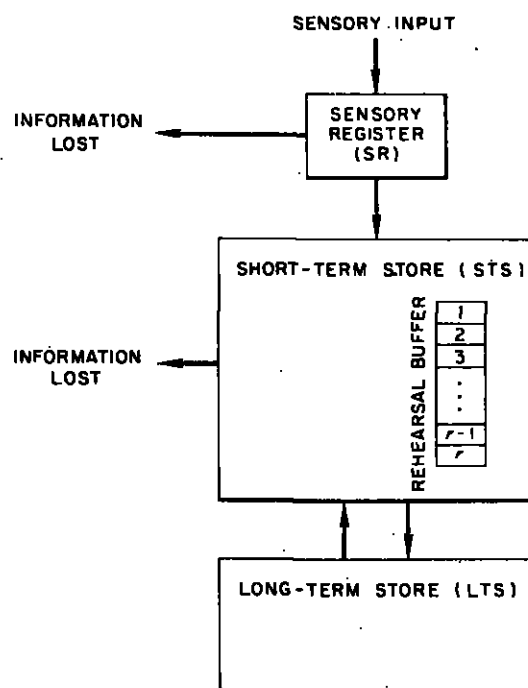 SENSORY INPUT
SENSORY
REGISTER
(SR)
INFORMATION
LOST
SHORT-TERM STORE (STS)
REHEARSAL BUFFER
1
2
3
.
.
.
r-1
r
INFORMATION
LOST
LONG-TERM STORE (LTS)